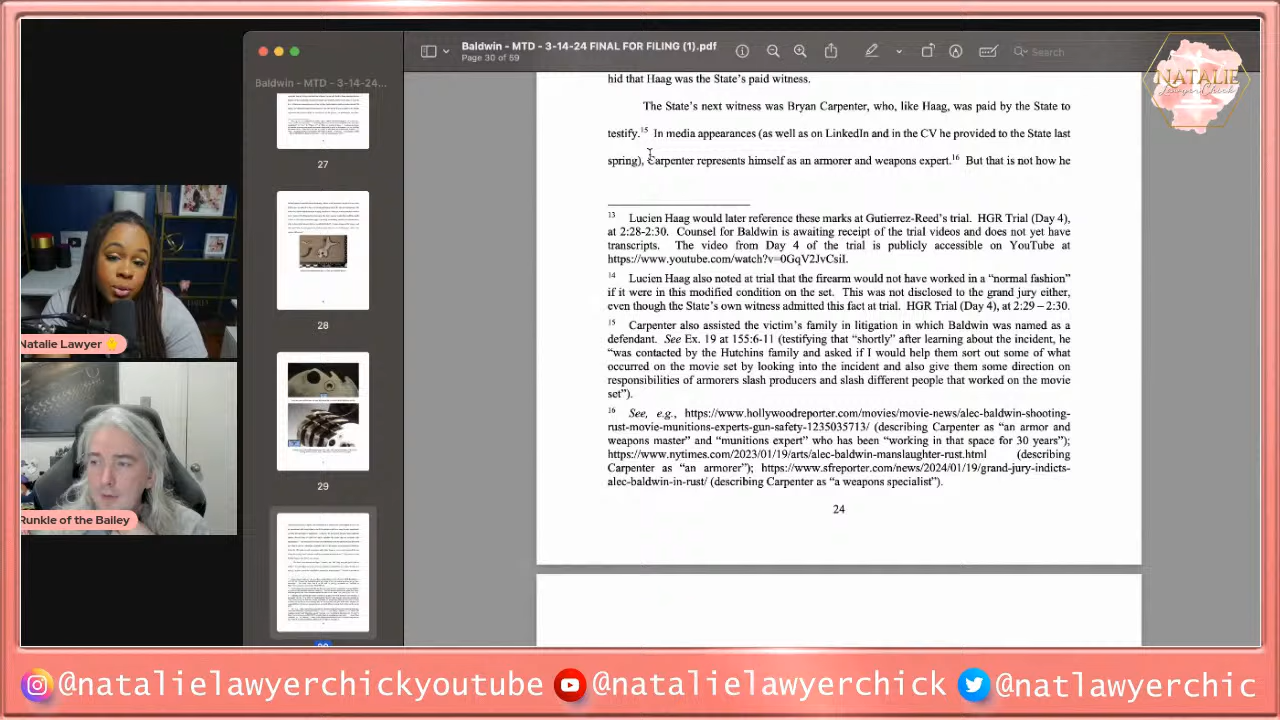 Baldwin - MTD - 3-14-24 FINAL FOR FILING (1).pdf
Page 30 of 59
Search
NATALIE
LAWYERCHICK
Baldwin - MTD - 3-14-24...
27
28
29
Natalie Lawyer
Runkle of the Bailey
hid that Haag was the State's paid witness.
The State's next witness was Bryan Carpenter, who, like Haag, was paid by the State to
testify.15 In media appearances (as well as on LinkedIn and in the CV he provided to the State last
spring), Carpenter represents himself as an armorer and weapons expert.16 But that is not how he
13 Lucien Haag would later recreate these marks at Gutierrez-Reed's trial. HGR Trial (Day 4),
at 2:28-2:30. Counsel for Baldwin is awaiting receipt of the trial videos and does not yet have
transcripts. The video from Day 4 of the trial is publicly accessible on YouTube at
https://www.youtube.com/watch?v=0GqV2JvCsiI.
14 Lucien Haag also noted at trial that the firearm would not have worked in a "normal fashion"
if it were in this modified condition on the set. This was not disclosed to the grand jury either,
even though the State's own witness admitted this fact at trial. HGR Trial (Day 4), at 2:29 – 2:30.
15 Carpenter also assisted the victim's family in litigation in which Baldwin was named as a
defendant. See Ex. 19 at 155:6-11 (testifying that "shortly" after learning about the incident, he
"was contacted by the Hutchins family and asked if I would help them sort out some of what
occurred on the movie set by looking into the incident and also give them some direction on
responsibilities of armorers slash producers and slash different people that worked on the movie
set").
16 See, e.g., https://www.hollywoodreporter.com/movies/movie-news/alec-baldwin-shooting-
rust-movie-munitions-experts-gun-safety-1235035713/ (describing Carpenter as "an armor and
weapons master" and "munitions expert" who has been "working in that space for 30 years");
https://www.nytimes.com/2023/01/19/arts/alec-baldwin-manslaughter-rust.html (describing
Carpenter as "an armorer"); https://www.sfreporter.com/news/2024/01/19/grand-jury-indicts-
alec-baldwin-in-rust/ (describing Carpenter as "a weapons specialist").
24
@natalielawyerchickyoutube
@natalielawyerchick
@natlawyerchic